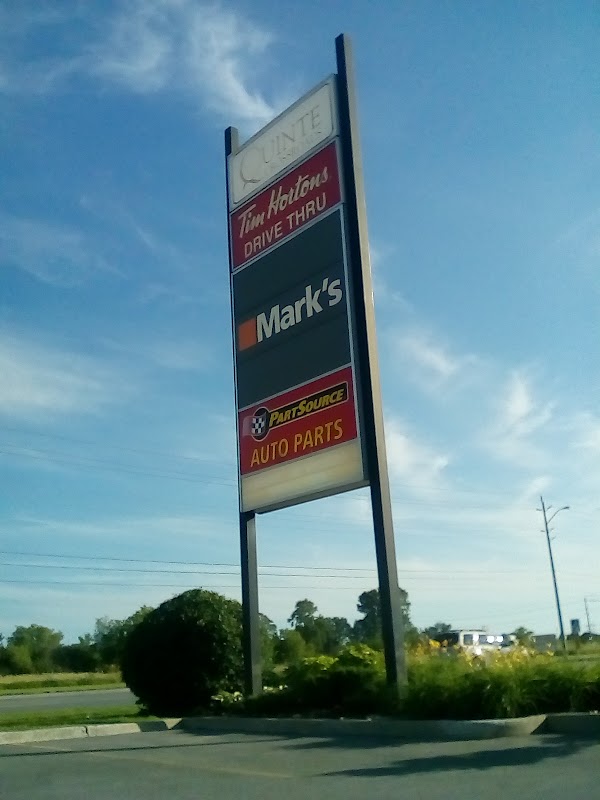 QUINTE
Tim Hortons
DRIVE THRU
Mark's
PARTSOURCE
AUTO PARTS